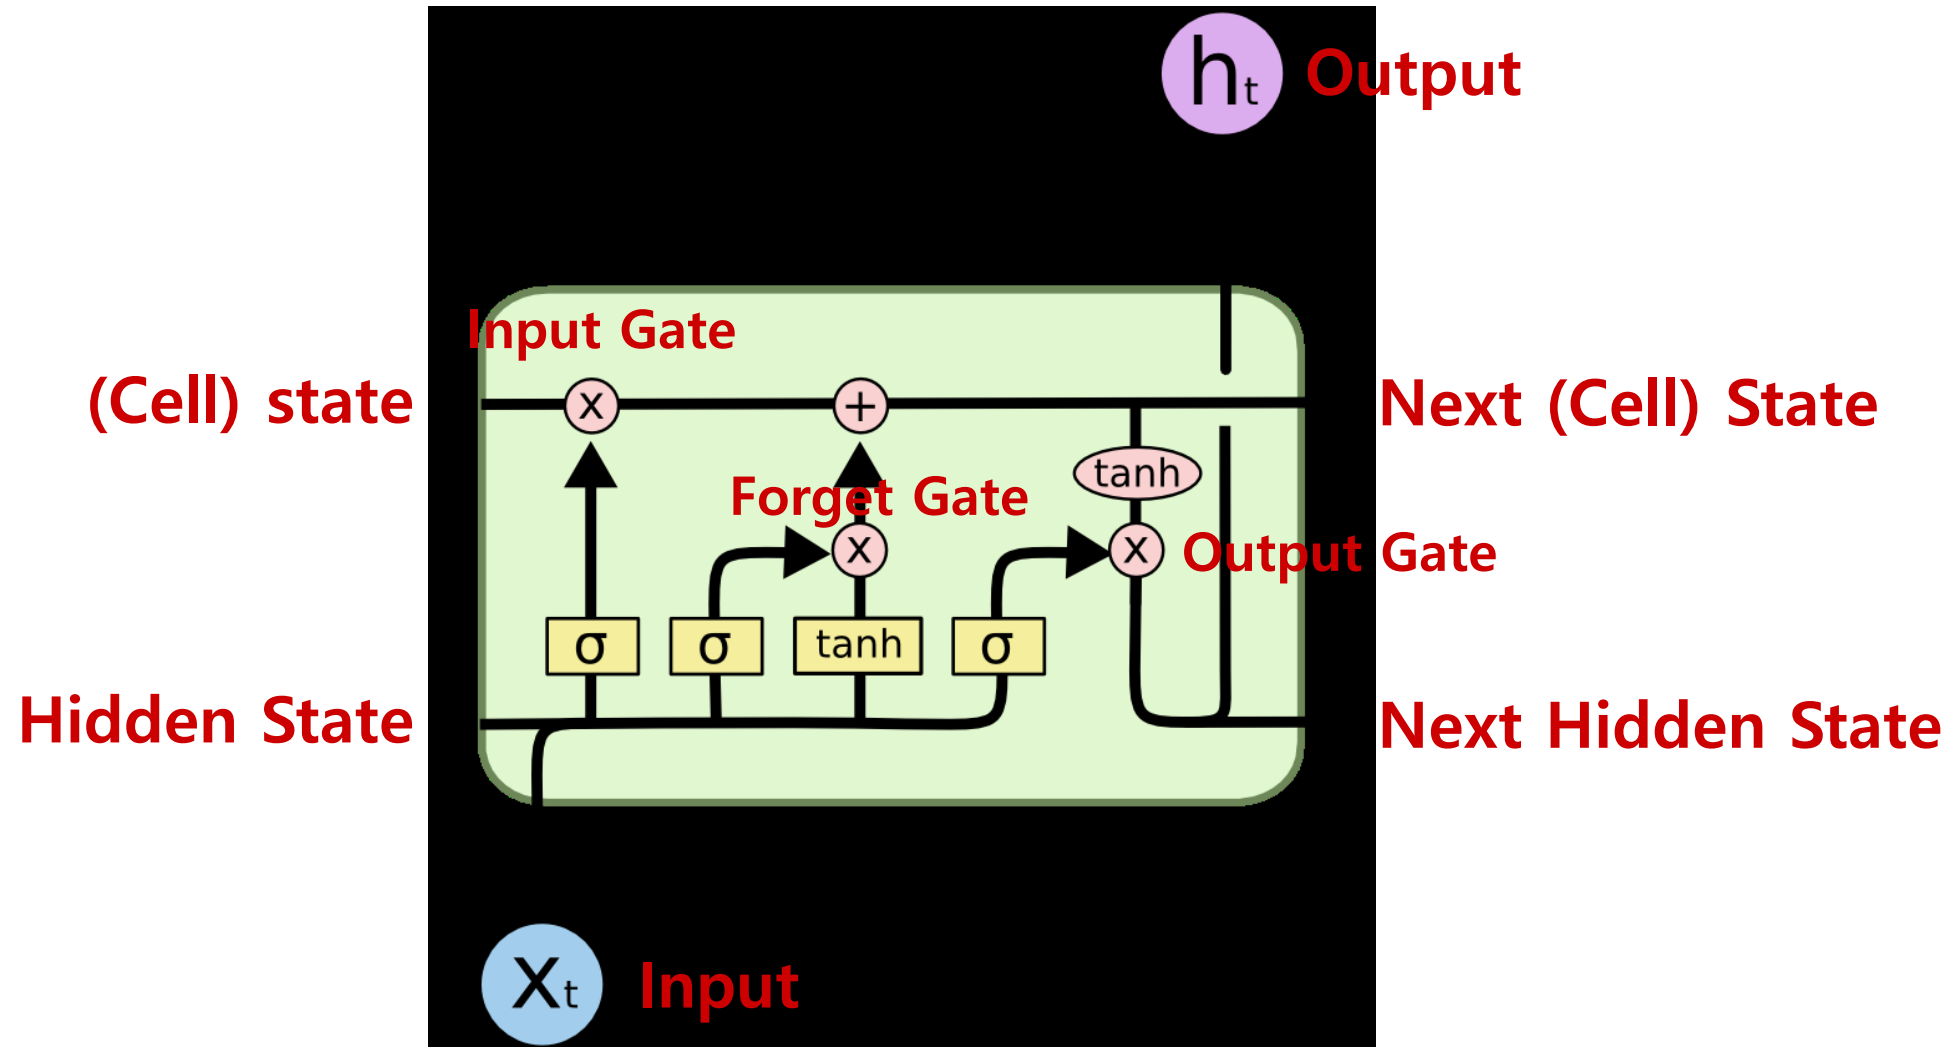 ht Output
Input Gate
(Cell) state
x
+
Next (Cell) State
tanh
Forget Gate
x
x
Output Gate
σ
σ
tanh
σ
Hidden State
Next Hidden State
Xt Input